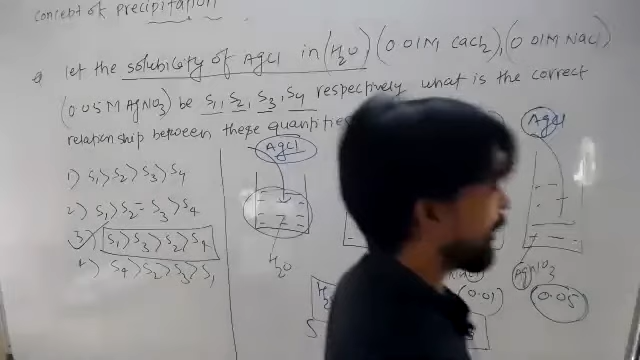 concept of precipitation
Q let the solubility of AgCl in (H2O) (0.01M, CaCl2), (0.01M NaCl)
(0.05 M AgNO3) be S1, S2, S3, S4 respectively what is the correct
relationship between these quantities
1) S1 > S2 > S3 > S4
2) S1 > S2 = S3 > S4
3) S1 > S3 > S2 > S4
4) S4 > S2 > S3 > S1
AgCl
H2O
AgCl
AgNO3
0.05
(0.01)
H2
S